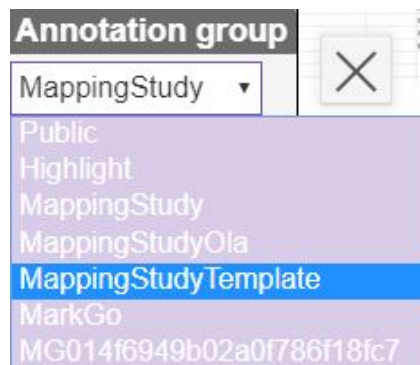 Annotation group
MappingStudy
Public
Highlight
MappingStudy
MappingStudyOla
MappingStudyTemplate
MarkGo
MG014f6949b02a0f786f18fc7